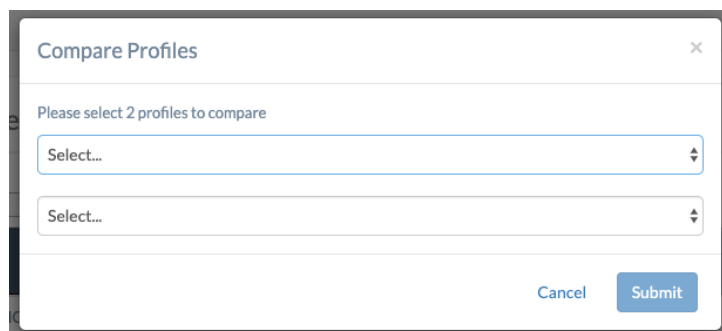 Compare Profiles
×
Please select 2 profiles to compare
Select...
Select...
Cancel
Submit